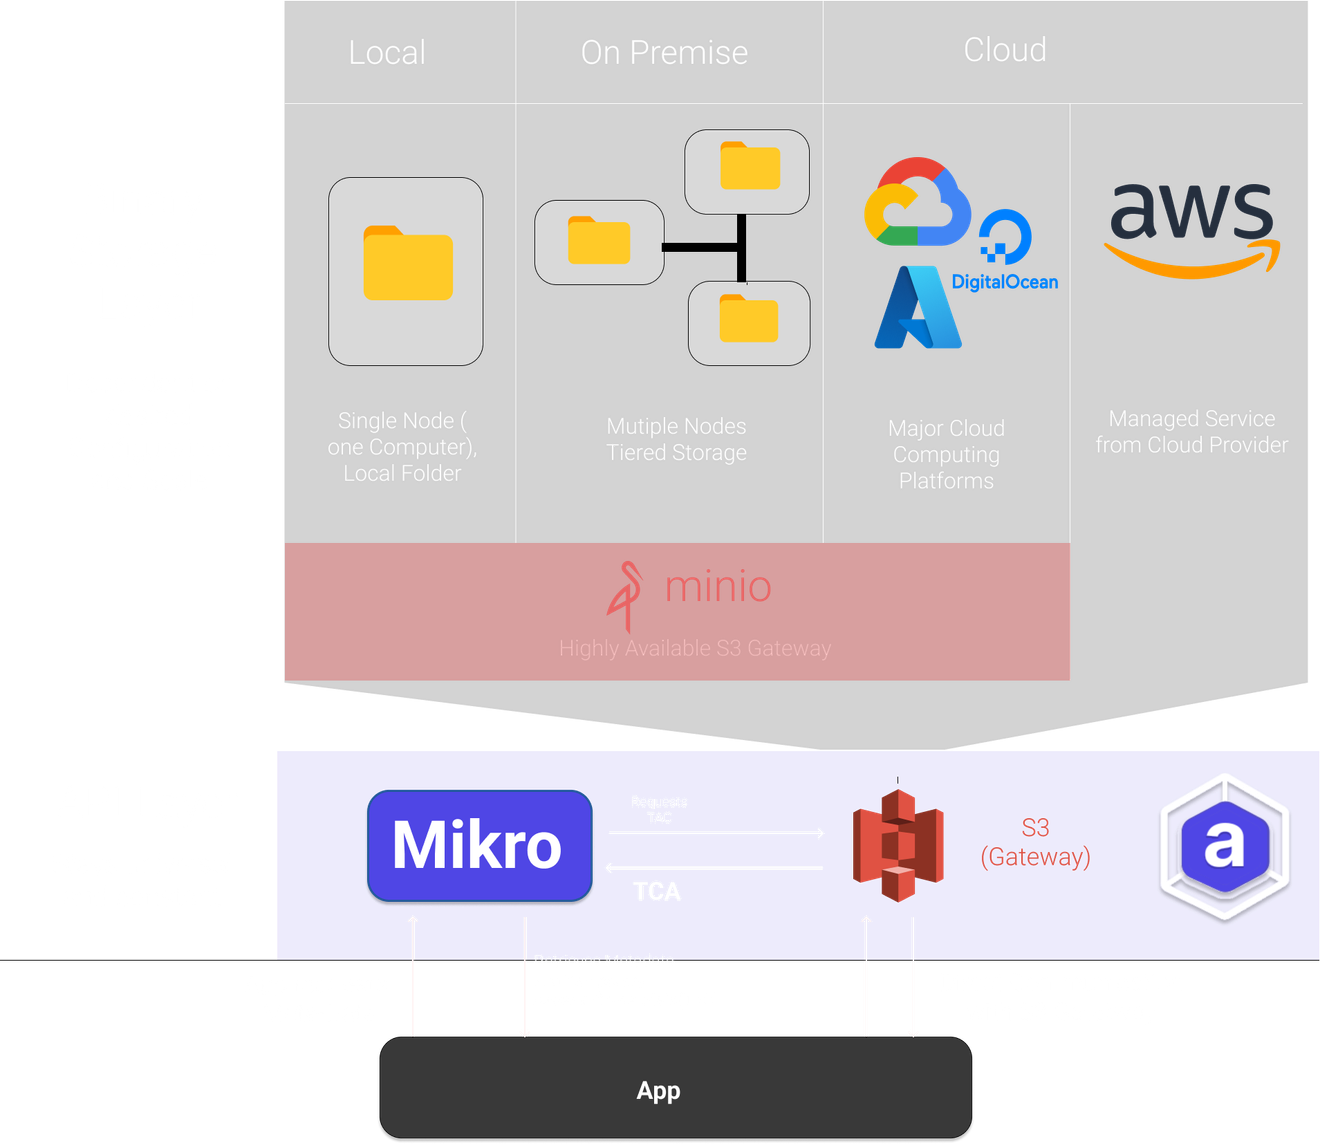 Local
On Premise
Cloud
aws
DigitalOcean
Single Node (
one Computer),
Local Folder
Mutiple Nodes
Tiered Storage
Major Cloud
Computing
Platforms
Managed Service
from Cloud Provider
minio
Highly Available S3 Gateway
Mikro
Requests
TAC
TCA
S3
(Gateway)
a
App